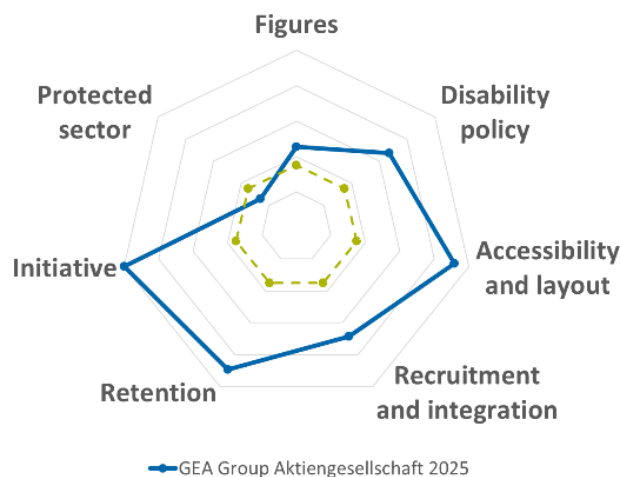 Figures
Disability
policy
Accessibility
and layout
Recruitment
and integration
Retention
Initiative
Protected
sector
GEA Group Aktiengesellschaft 2025